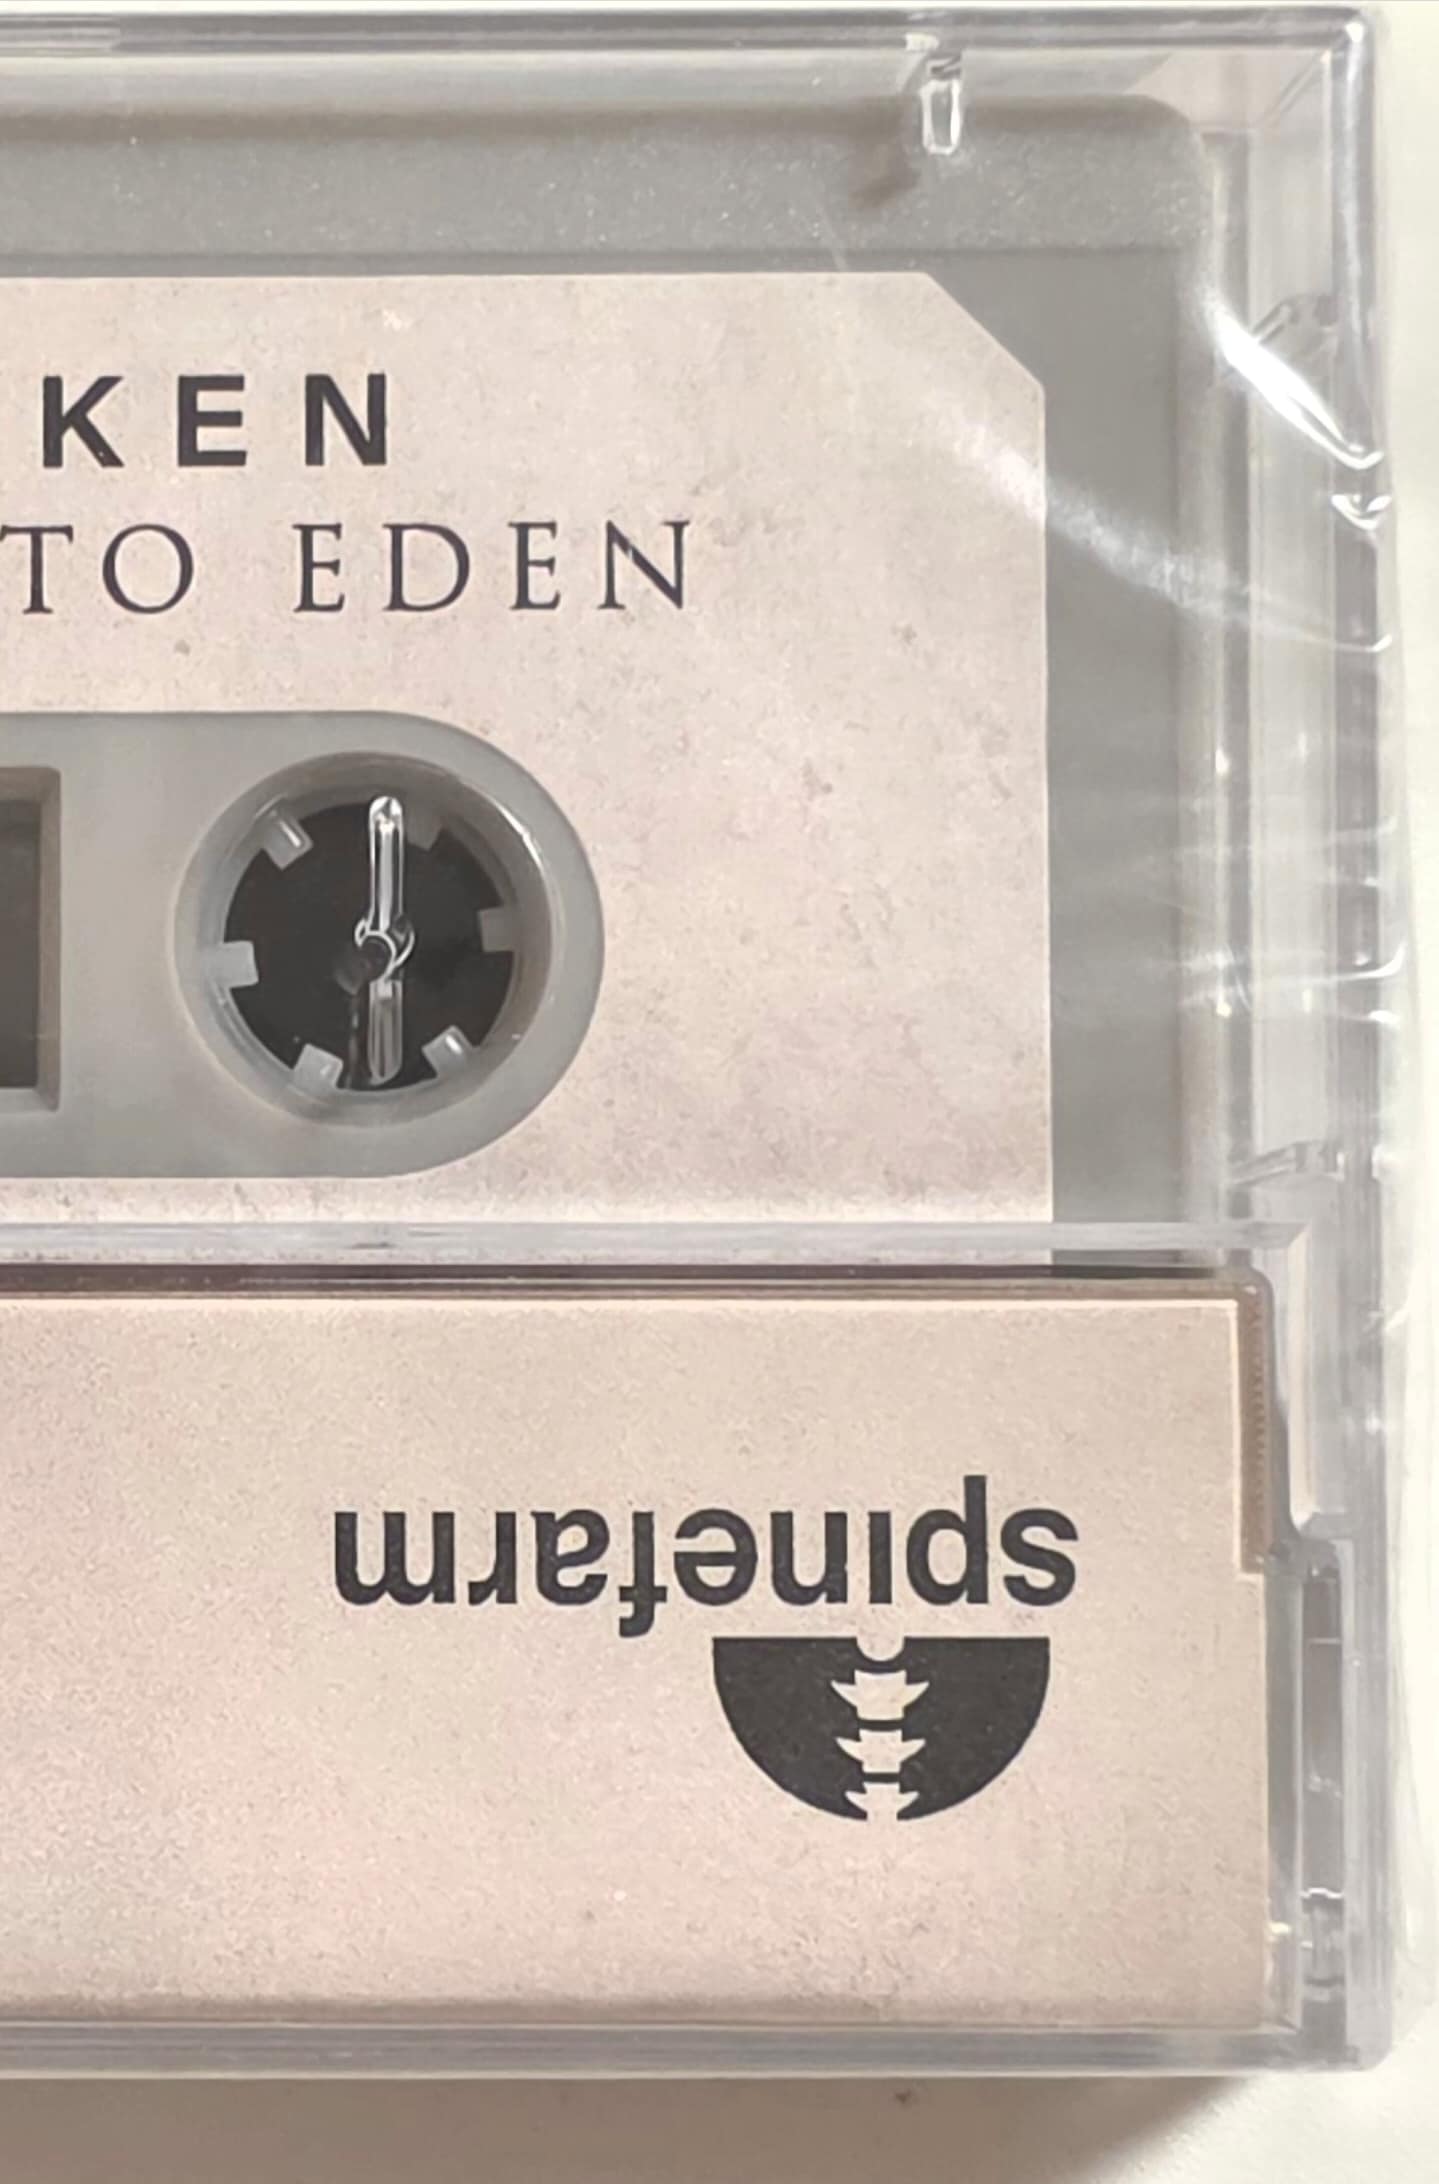 KEN
TO EDEN
spinefarm